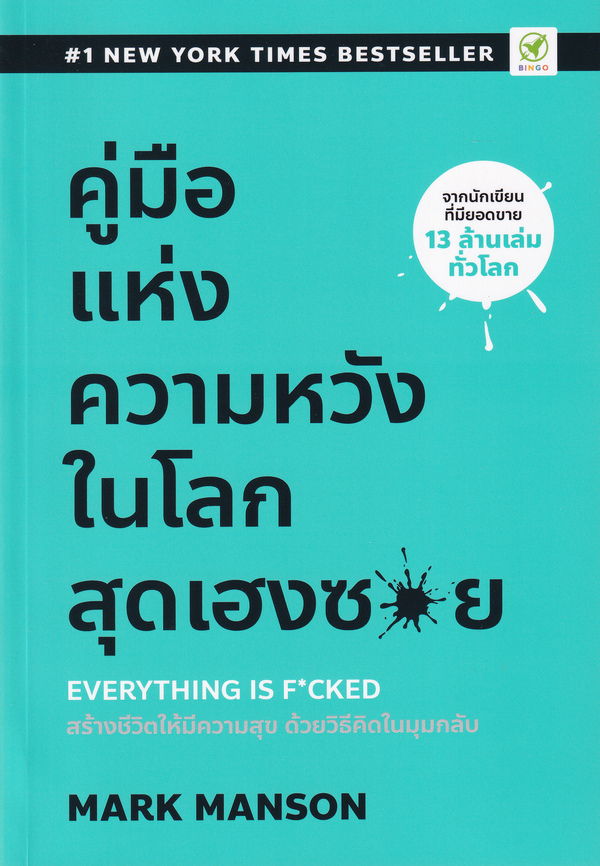 #1 NEW YORK TIMES BESTSELLER
BINGO
คู่มือ
แห่ง
ความหวัง
ในโลก
สุดเฮงซ*ย
จากนักเขียน
ที่มียอดขาย
13 ล้านเล่ม
ทั่วโลก
EVERYTHING IS F*CKED
สร้างชีวิตให้มีความสุข ด้วยวิธีคิดในมุมกลับ
MARK MANSON